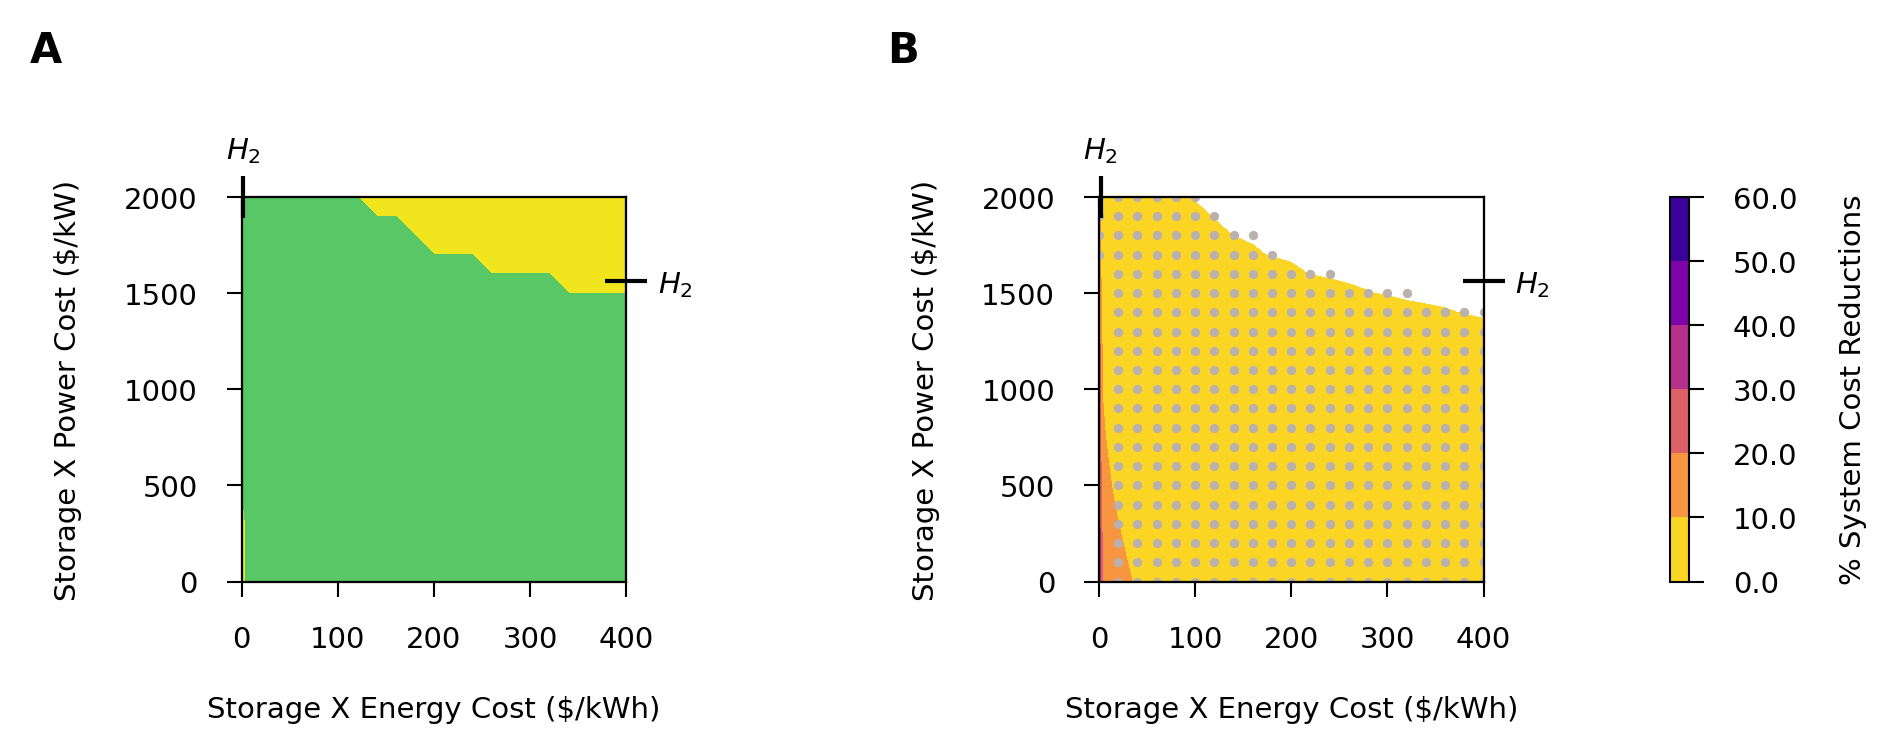 A
B
H₂
H₂
2000
1500
1000
500
0
Storage X Power Cost ($/kW)
H₂
0 100 200 300 400
Storage X Energy Cost ($/kWh)
2000
1500
1000
500
0
Storage X Power Cost ($/kW)
H₂
0 100 200 300 400
Storage X Energy Cost ($/kWh)
60.0
50.0
40.0
30.0
20.0
10.0
0.0
% System Cost Reductions